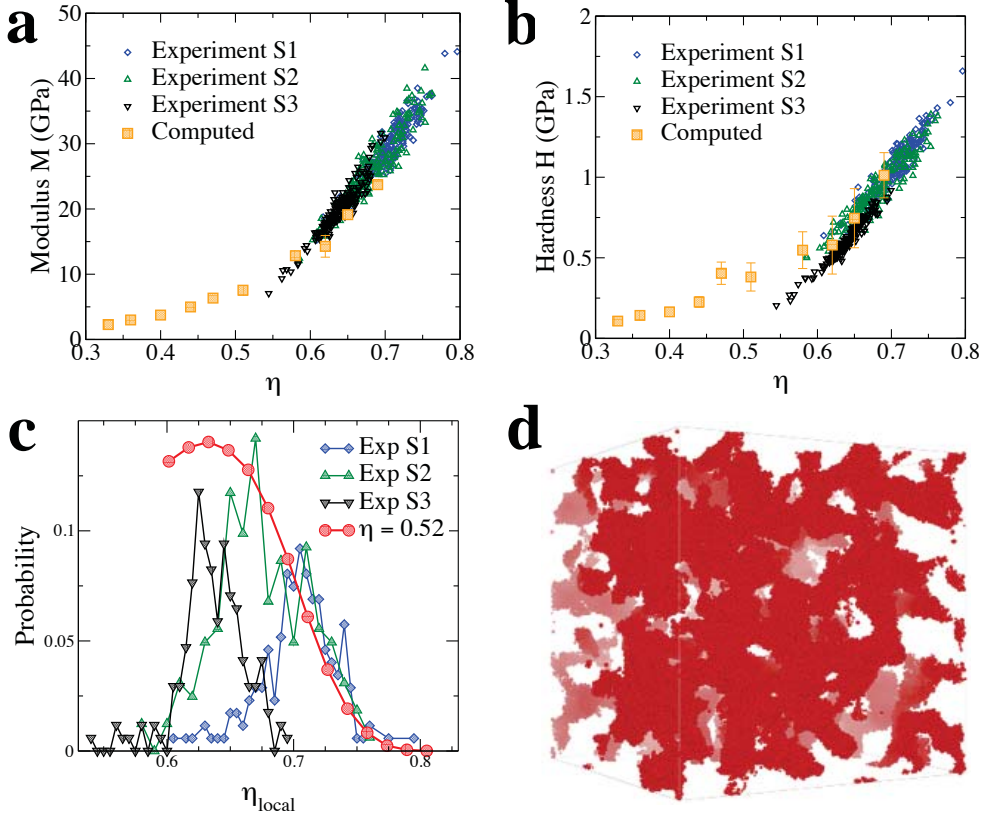 a
Modulus M (GPa)
50
40
30
20
10
0
Experiment S1
Experiment S2
Experiment S3
Computed
0.3
0.4
0.5
0.6
0.7
0.8
η
b
Hardness H (GPa)
2
1.5
1
0.5
0
Experiment S1
Experiment S2
Experiment S3
Computed
0.3
0.4
0.5
0.6
0.7
0.8
η
c
Probability
0.1
0.05
0
Exp S1
Exp S2
Exp S3
η = 0.52
0.6
0.7
0.8
ηlocal
d